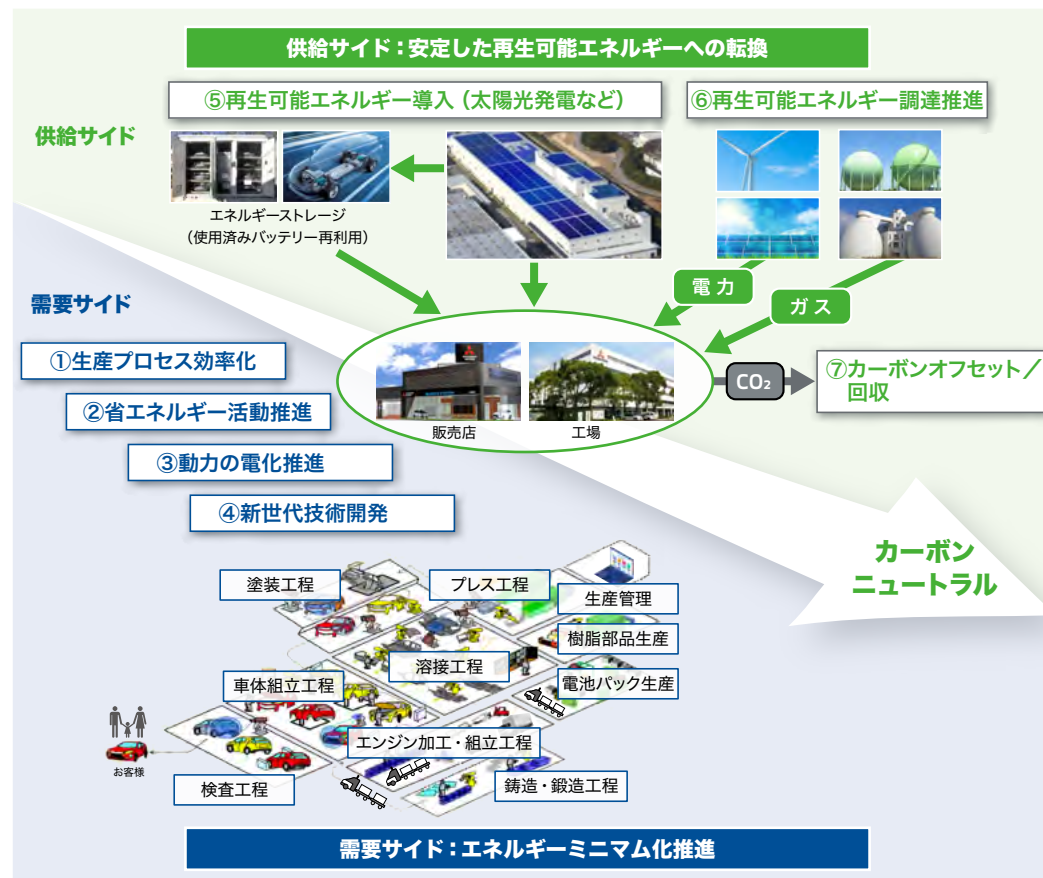 供給サイド：安定した再生可能エネルギーへの転換
⑤再生可能エネルギー導入（太陽光発電など）
⑥再生可能エネルギー調達推進
供給サイド
エネルギーストレージ
（使用済みバッテリー再利用）
電力
ガス
需要サイド
①生産プロセス効率化
②省エネルギー活動推進
③動力の電化推進
④新世代技術開発
販売店
工場
CO₂
⑦カーボンオフセット／
回収
カーボン
ニュートラル
塗装工程
プレス工程
生産管理
樹脂部品生産
溶接工程
電池パック生産
車体組立工程
エンジン加工・組立工程
お客様
検査工程
鋳造・鍛造工程
需要サイド：エネルギーミニマム化推進